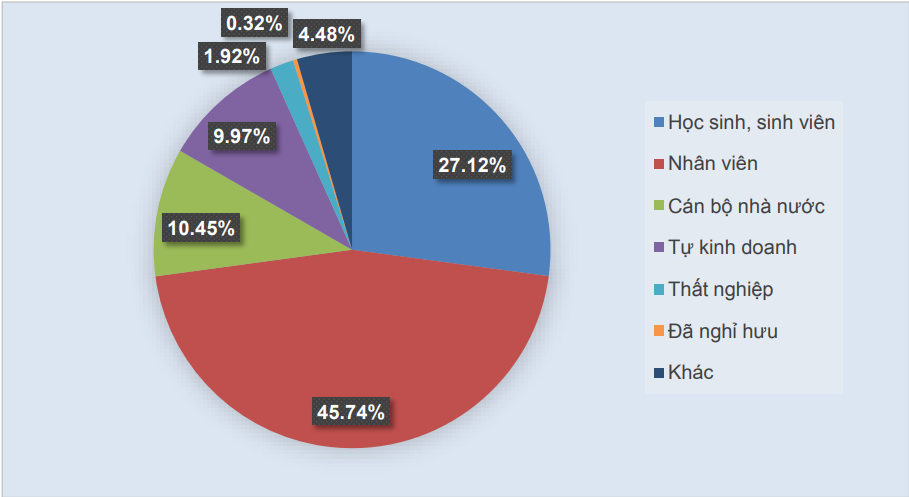 0.32%
4.48%
1.92%
9.97%
27.12%
10.45%
45.74%
Học sinh, sinh viên
Nhân viên
Cán bộ nhà nước
Tự kinh doanh
Thất nghiệp
Đã nghỉ hưu
Khác